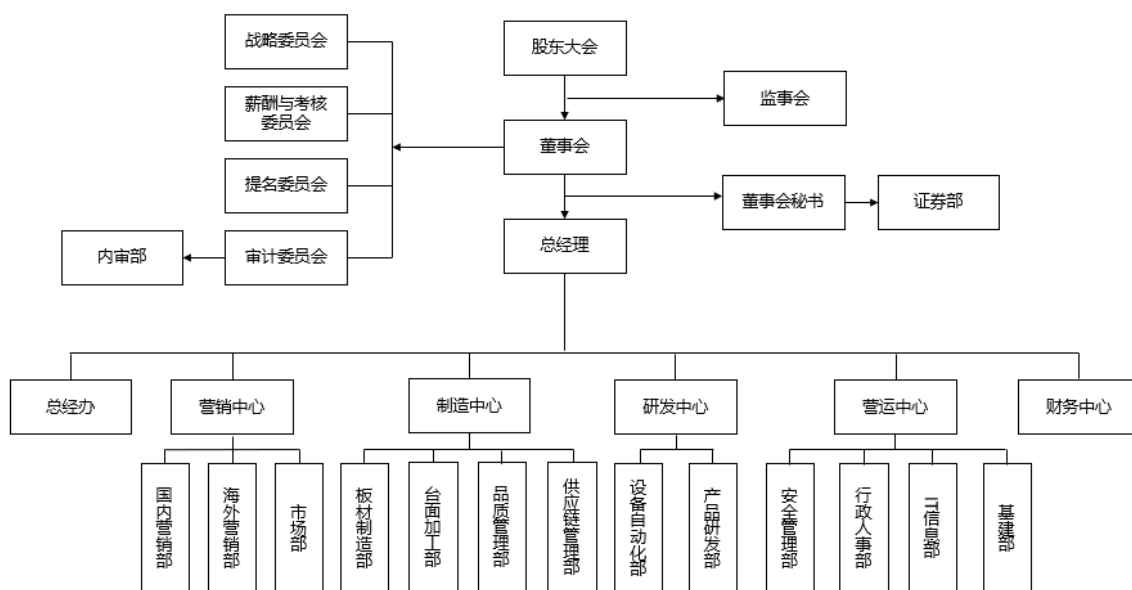 战略委员会
股东大会
薪酬与考核
委员会
监事会
董事会
提名委员会
董事会秘书
证券部
内审部
审计委员会
总经理
总经办
营销中心
制造中心
研发中心
营运中心
财务中心
国内营销部
海外营销部
市场部
板材制造部
台面加工部
品质管理部
供应链管理部
设备自动化部
产品研发部
安全管理部
行政人事部
IT信息部
基建部